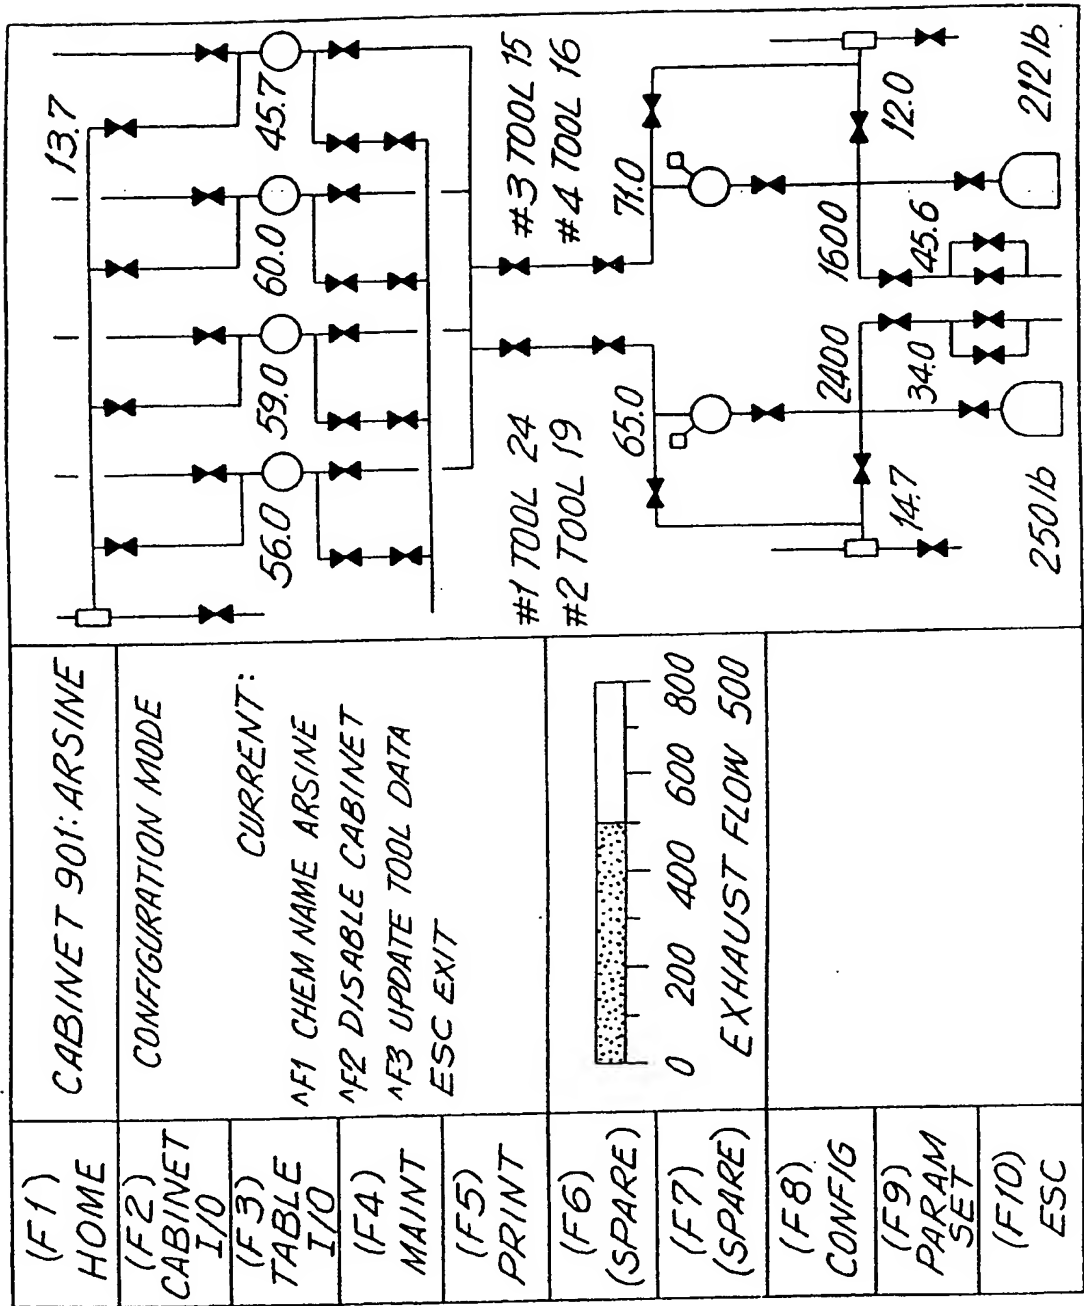 (F1)
HOME
(F2)
CABINET
I/O
(F3)
TABLE
I/O
(F4)
MAINT
(F5)
PRINT
(F6)
(SPARE)
(F7)
(SPARE)
(F8)
CONFIG
(F9)
PARAM
SET
(F10)
ESC
CABINET 901: ARSINE
CONFIGURATION MODE
CURRENT:
^F1 CHEM NAME ARSINE
^F2 DISABLE CABINET
^F3 UPDATE TOOL DATA
ESC EXIT
0 200 400 600 800
EXHAUST FLOW 500
13.7
56.0
59.0
60.0
45.7
#1 TOOL 24
#2 TOOL 19
#3 TOOL 15
#4 TOOL 16
65.0
71.0
2400
1600
14.7
34.0
45.6
12.0
250 lb
212 lb